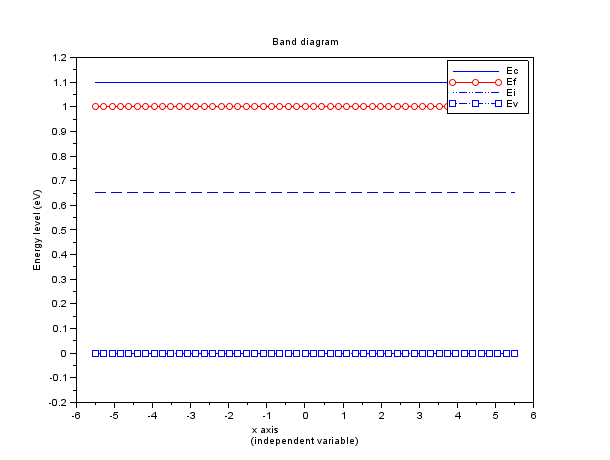 Band diagram
1.2
1.1
1
0.9
0.8
0.7
0.6
0.5
0.4
0.3
0.2
0.1
0
-0.1
-0.2
Energy level (eV)
Ec
Ef
Ei
Ev
-6 -5 -4 -3 -2 -1 0 1 2 3 4 5 6
x axis
(independent variable)